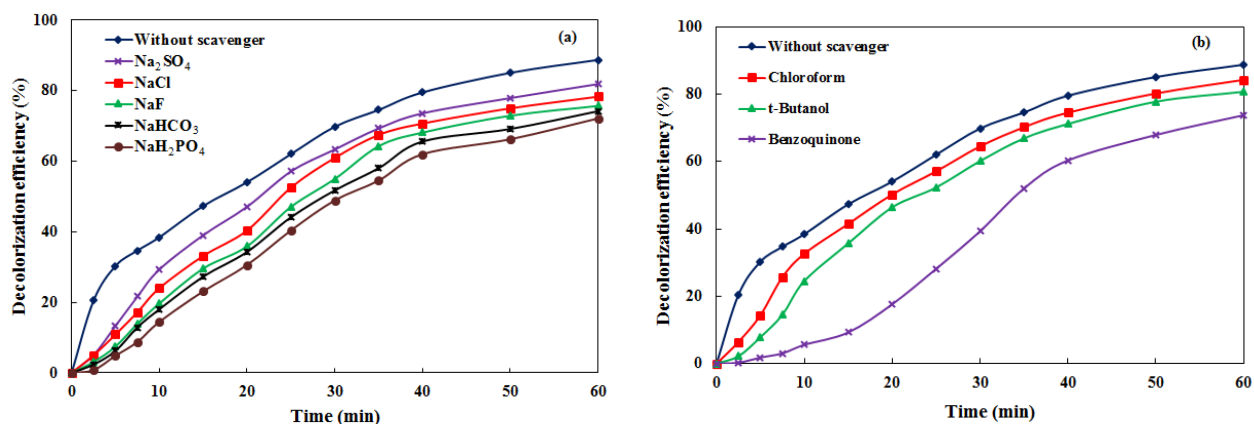 (a)
Decolorization efficiency (%)
100
80
60
40
20
0
Without scavenger
Na₂SO₄
NaCl
NaF
NaHCO₃
NaH₂PO₄
0 10 20 30 40 50 60
Time (min)
(b)
Decolorization efficiency (%)
100
80
60
40
20
0
Without scavenger
Chloroform
t-Butanol
Benzoquinone
0 10 20 30 40 50 60
Time (min)